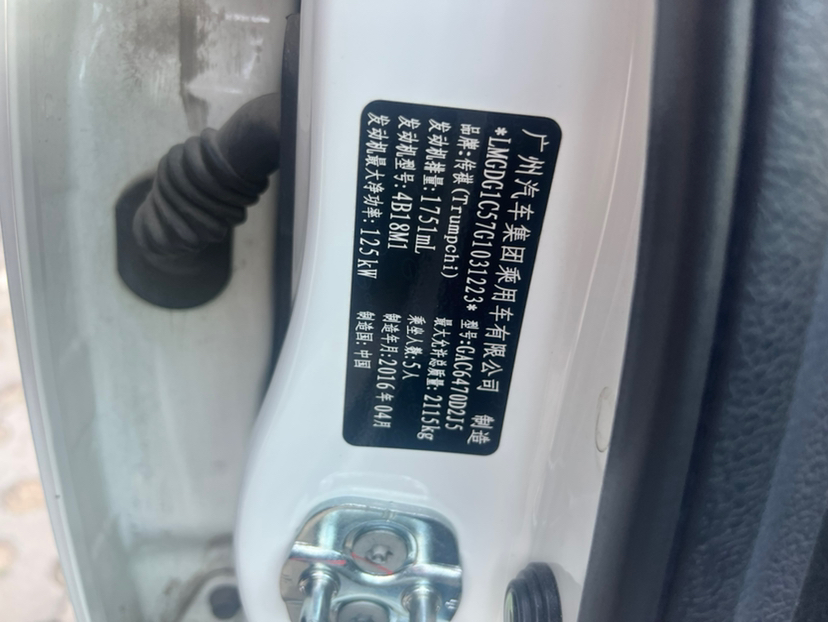 广州汽车集团乘用车有限公司 制造
*LMGDG1C57G1031223*
品牌:传祺(Trumpchi) 型号:GAC6470D2J5
发动机排量:1751mL 最大允许总质量:2115kg
发动机型号:4B18M1 乘坐人数:5人
发动机最大净功率:125kW 制造年月:2016年04月
制造国:中国